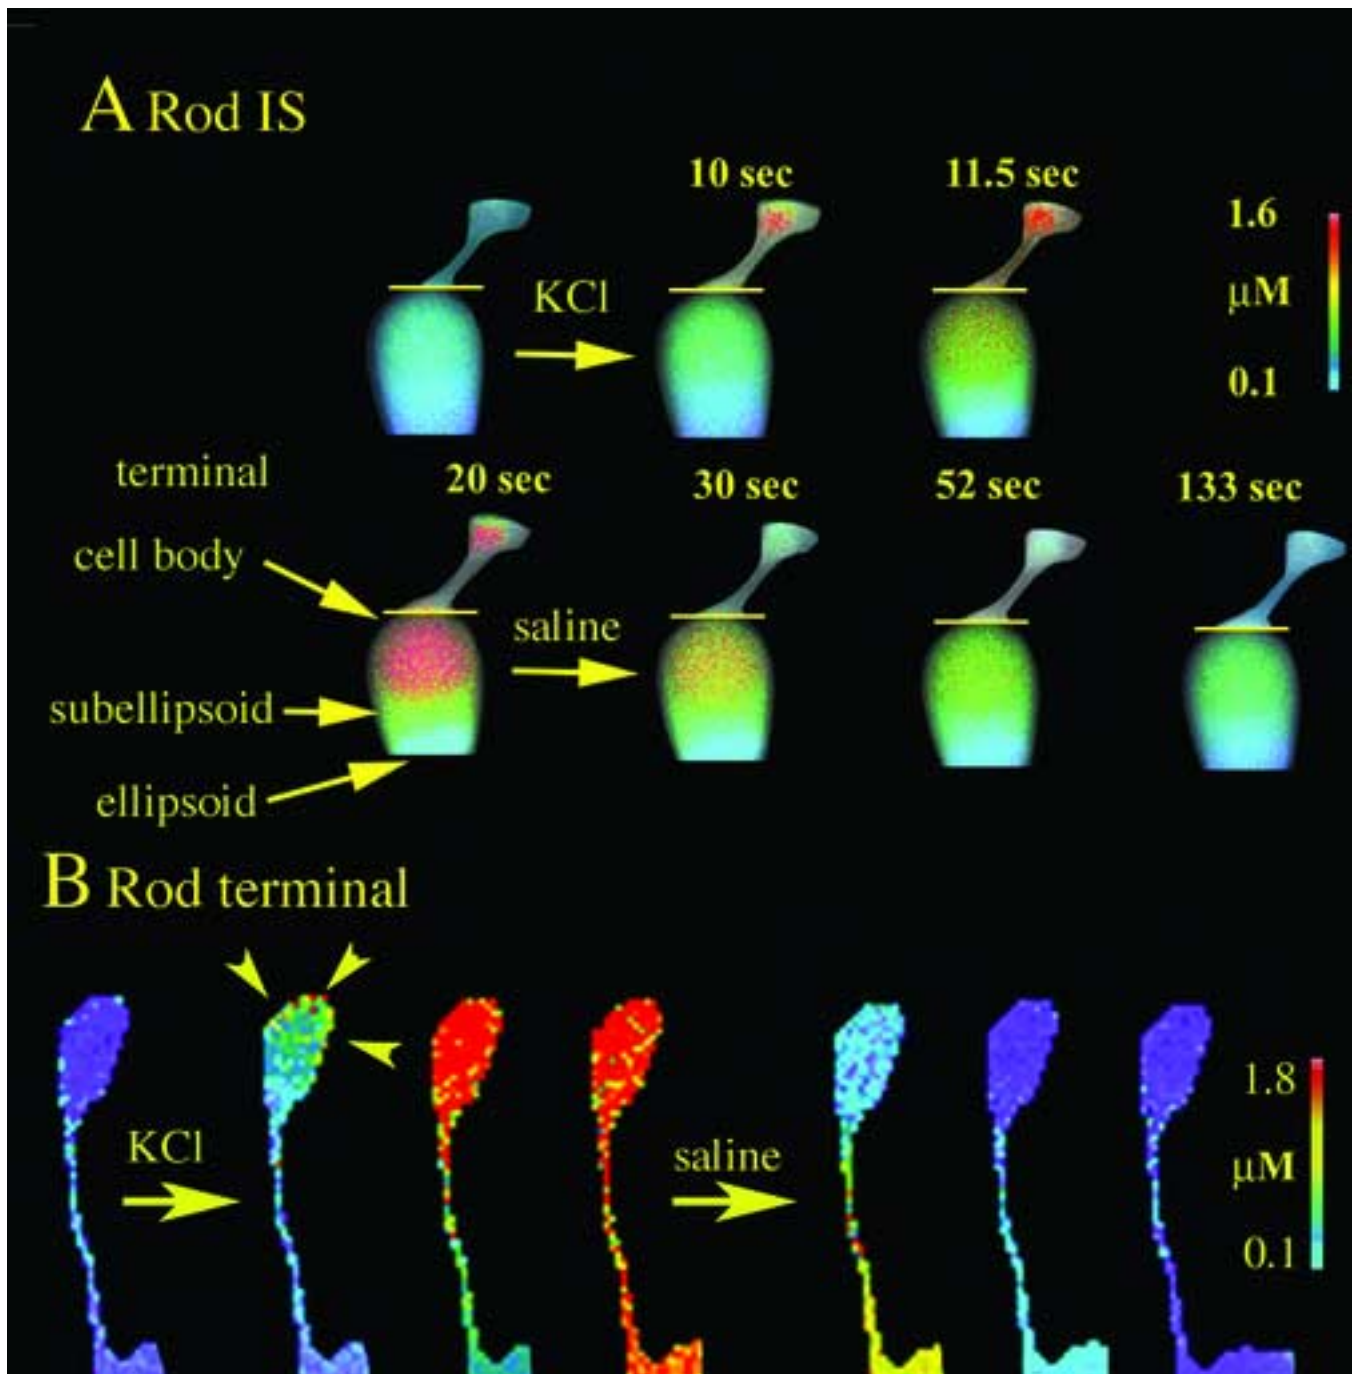 A Rod IS
10 sec
11.5 sec
KCl
1.6
µM
0.1
terminal
20 sec
30 sec
52 sec
133 sec
cell body
saline
subellipsoid
ellipsoid
B Rod terminal
KCl
saline
1.8
µM
0.1